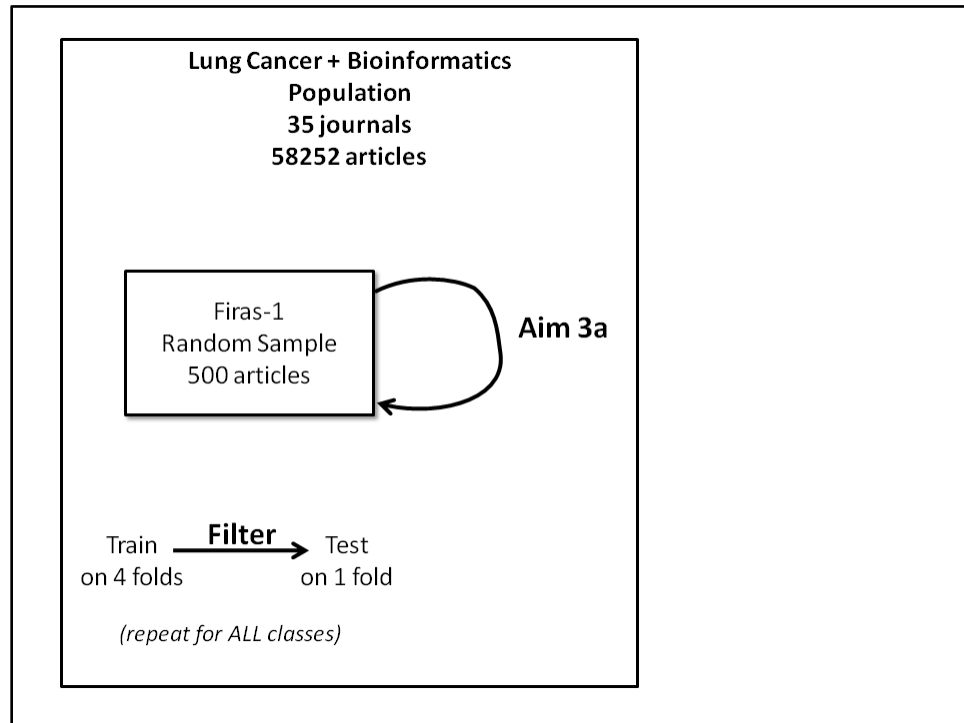 Lung Cancer + Bioinformatics
Population
35 journals
58252 articles
Firas-1
Random Sample
500 articles
Aim 3a
Filter
Train
on 4 folds
Test
on 1 fold
(repeat for ALL classes)